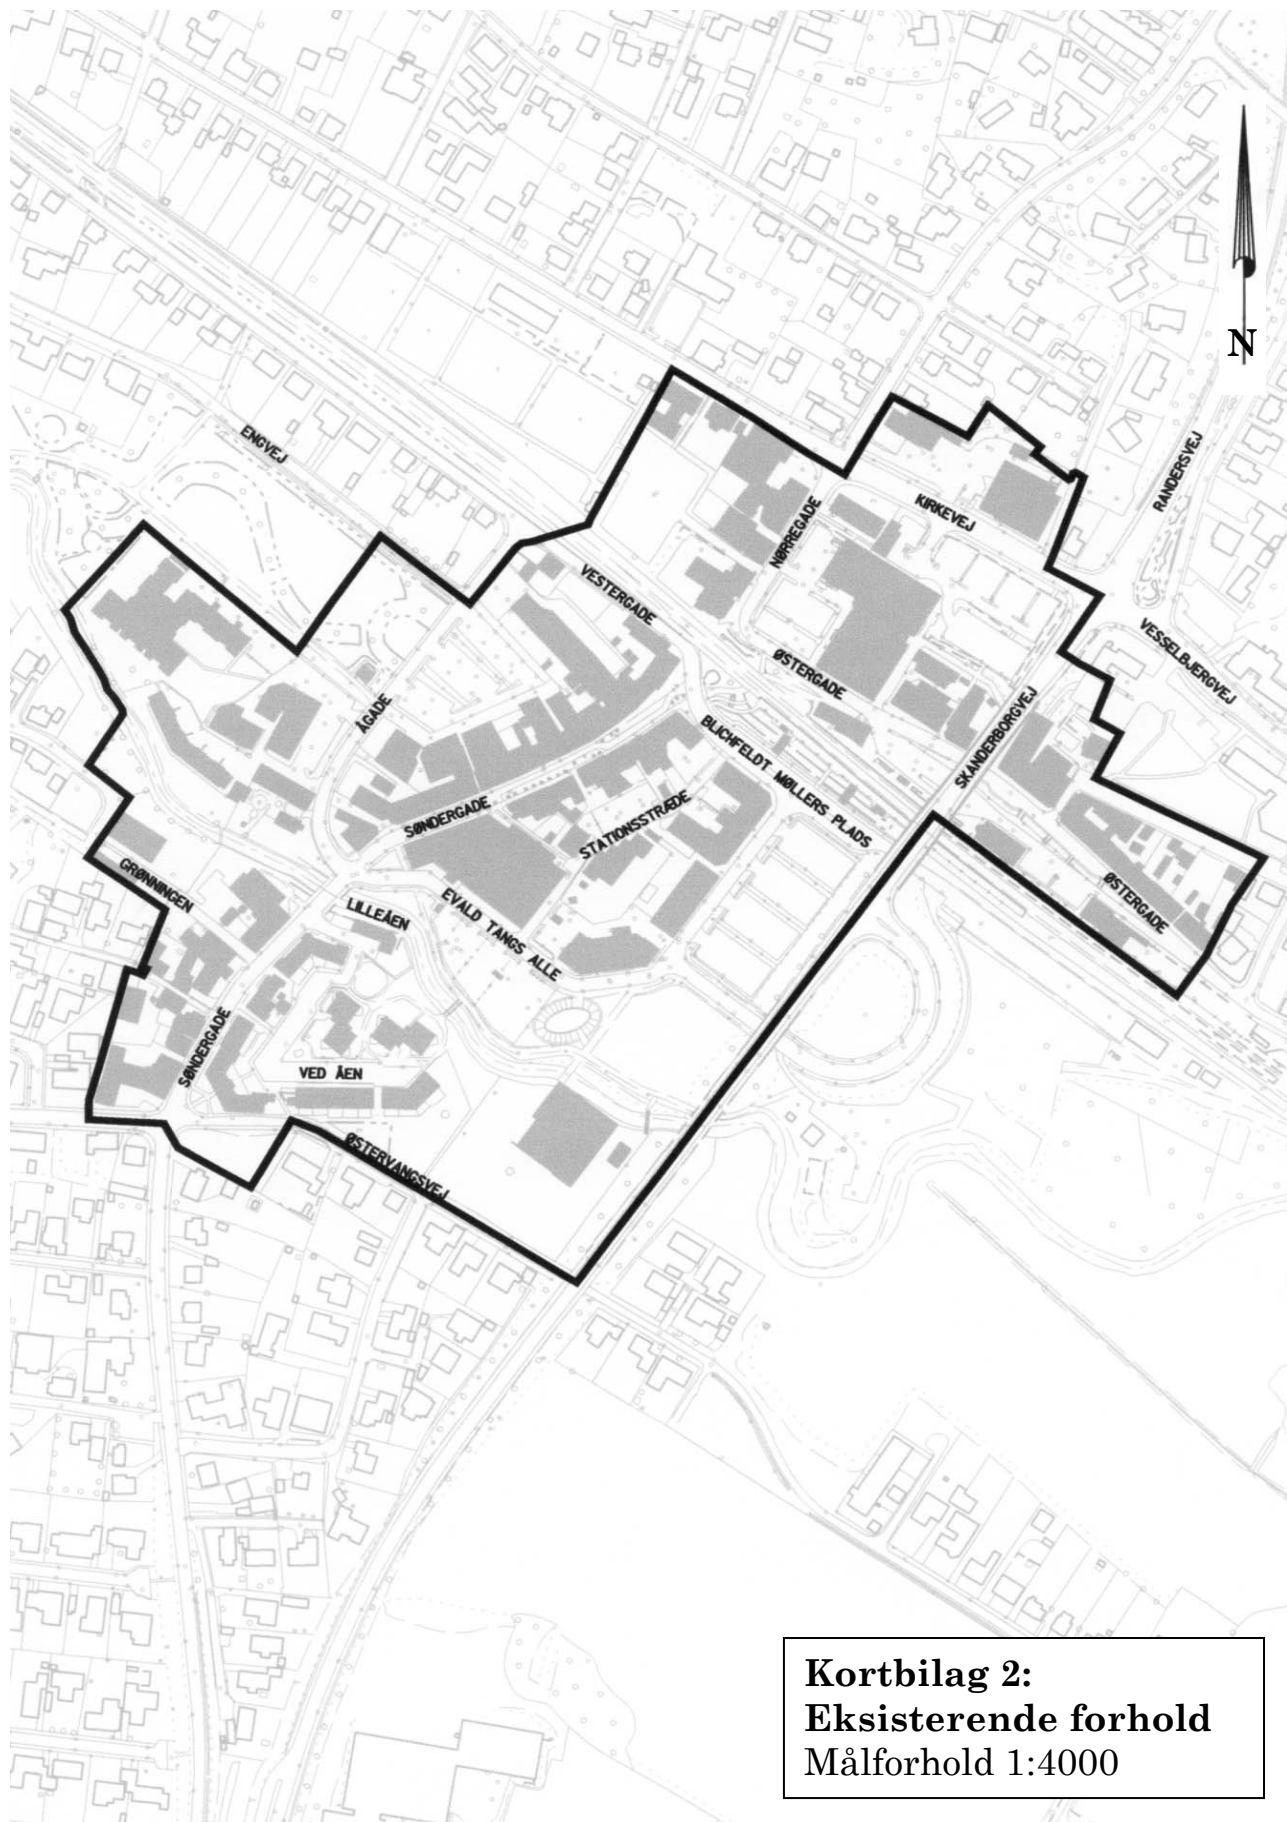 N
ENGVEJ
RANDERSVEJ
KIRKEVEJ
NØRREGADE
VESTERGADE
VESSELBJERGVEJ
ØSTERGADE
ÅGADE
SKANDERBORGVEJ
BLICHFELDT MØLLERS PLADS
SØNDERGADE
STATIONSSTRÆDE
GRØNNINGEN
LILLEÅEN
EVALD TANGS ALLE
ØSTERGADE
SØNDERGADE
VED ÅEN
ØSTERVANGSVEJ
Kortbilag 2:
Eksisterende forhold
Målforhold 1:4000